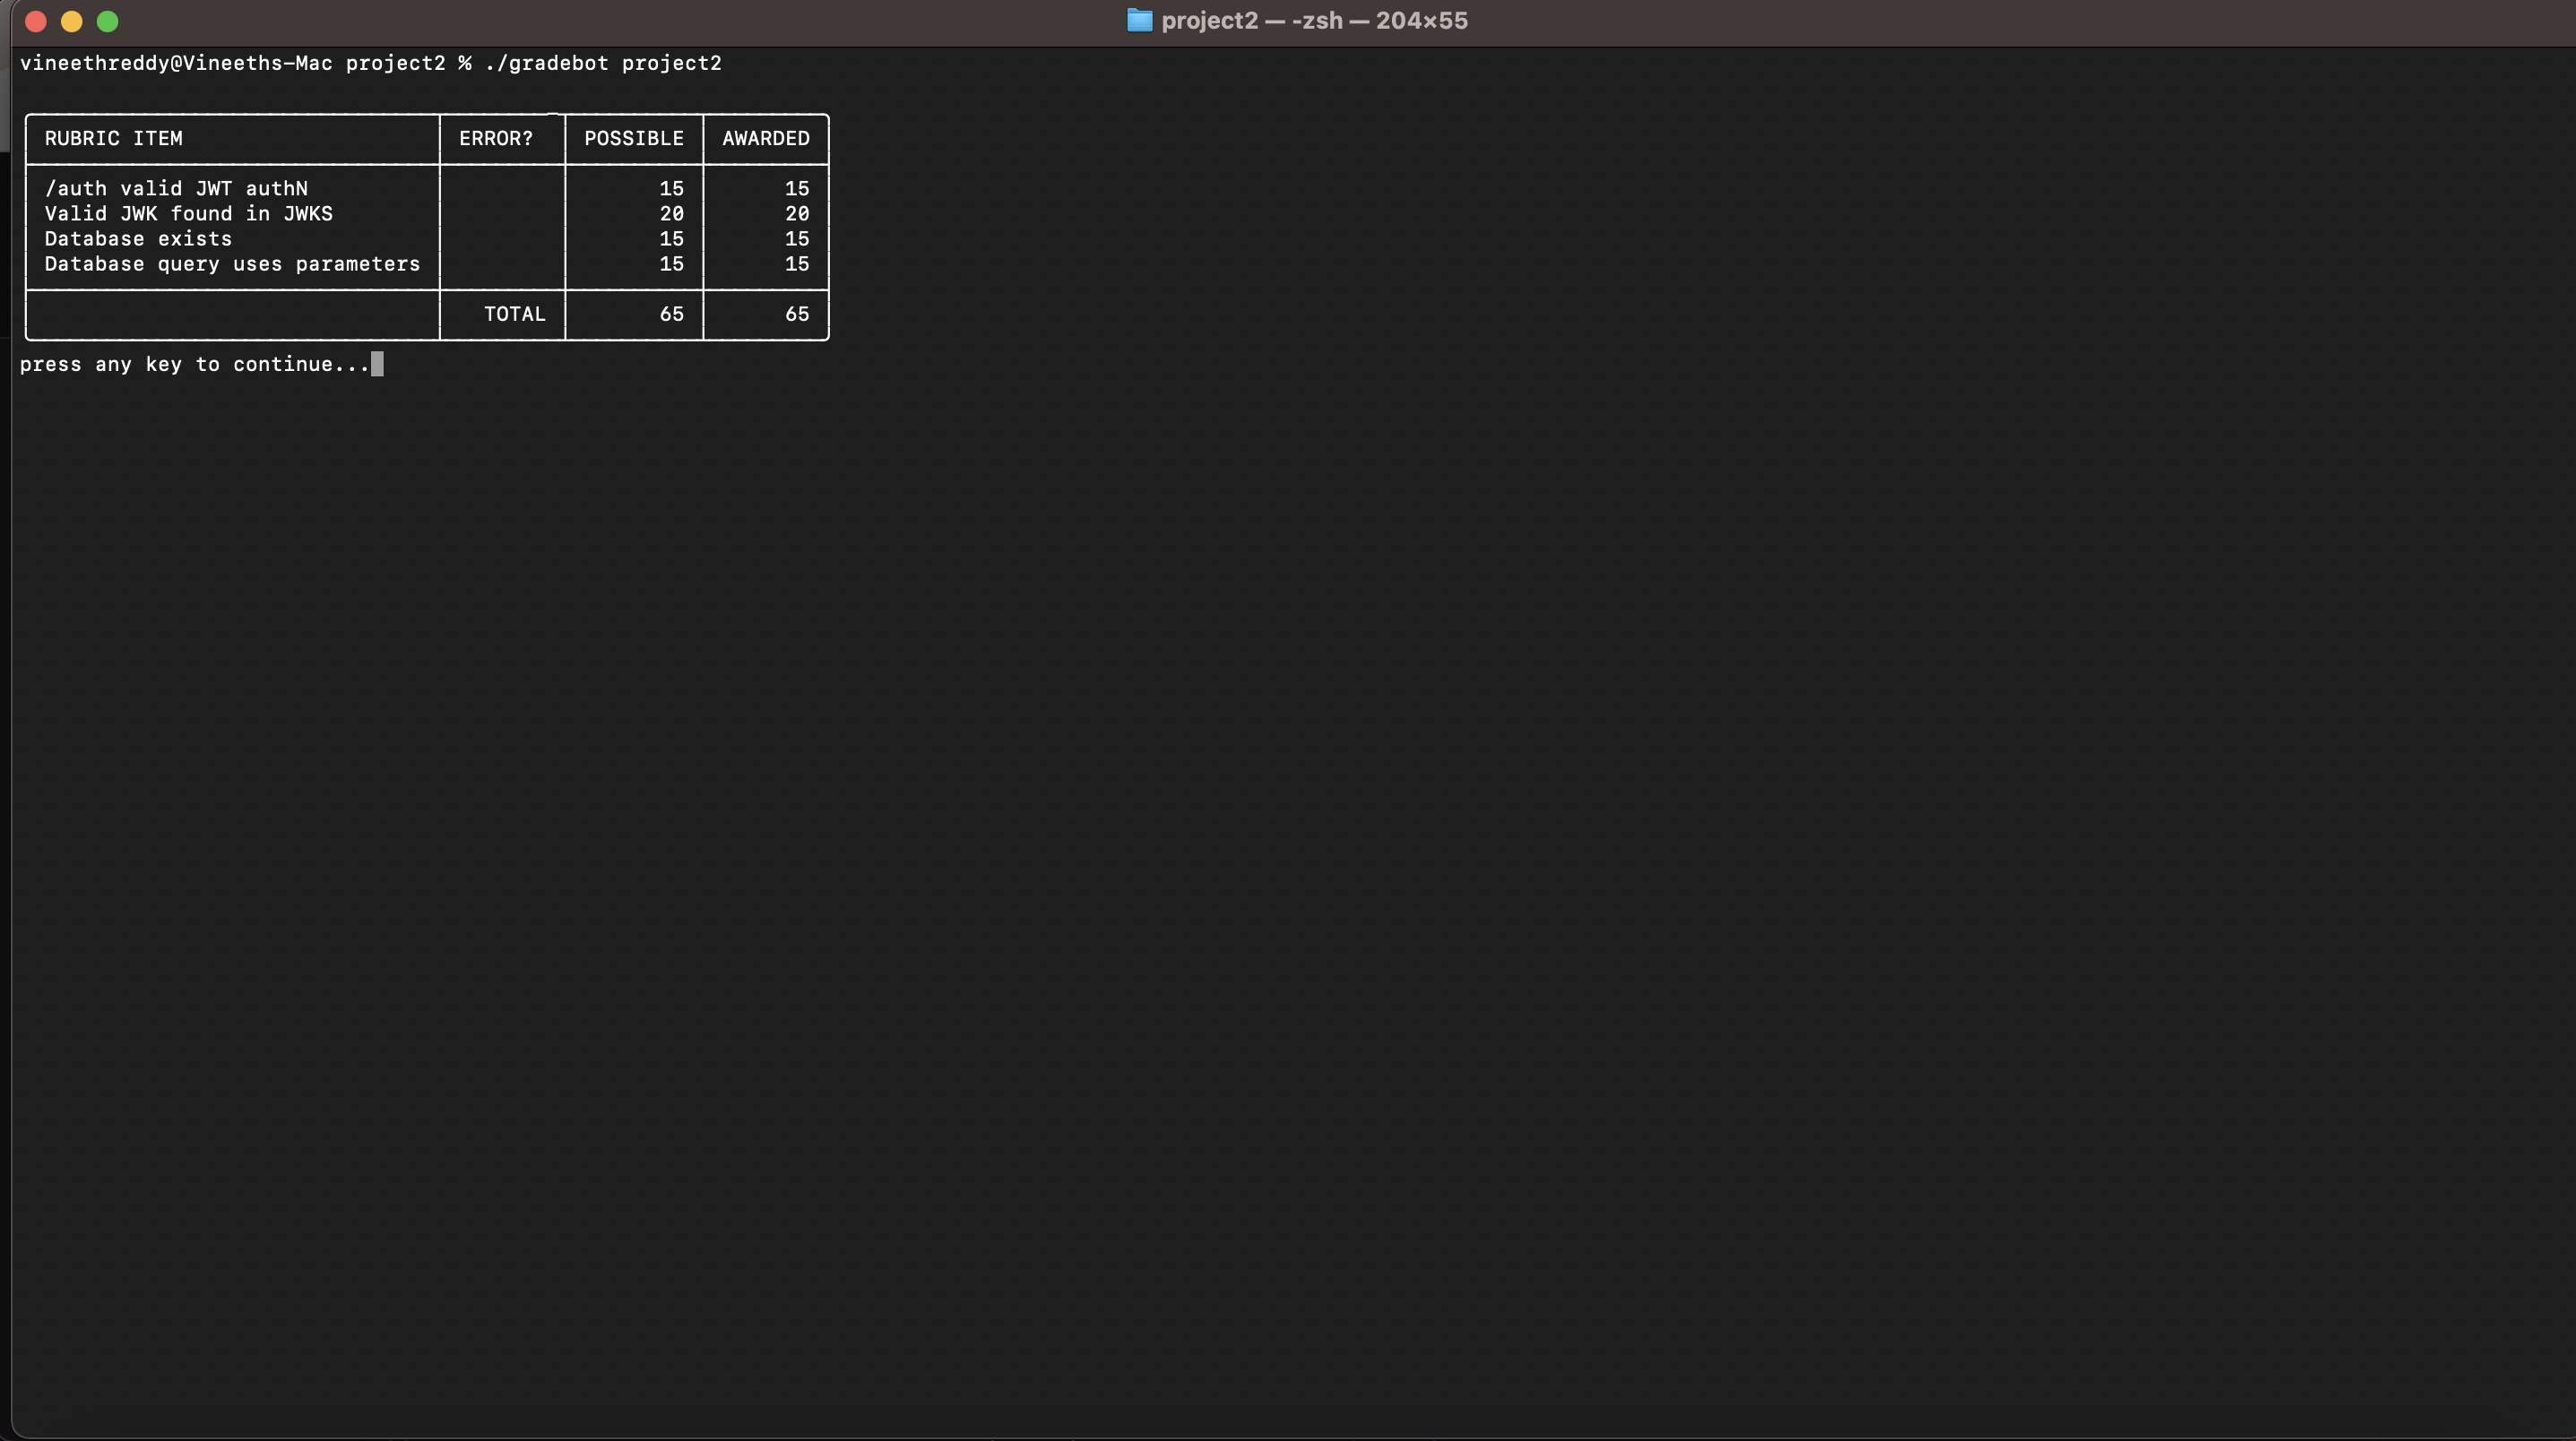 project2 — -zsh — 204×55
vineethreddy@Vineeths-Mac project2 % ./gradebot project2
RUBRIC ITEM ERROR? POSSIBLE AWARDED
/auth valid JWT authN 15 15
Valid JWK found in JWKS 20 20
Database exists 15 15
Database query uses parameters 15 15
TOTAL 65 65
press any key to continue...